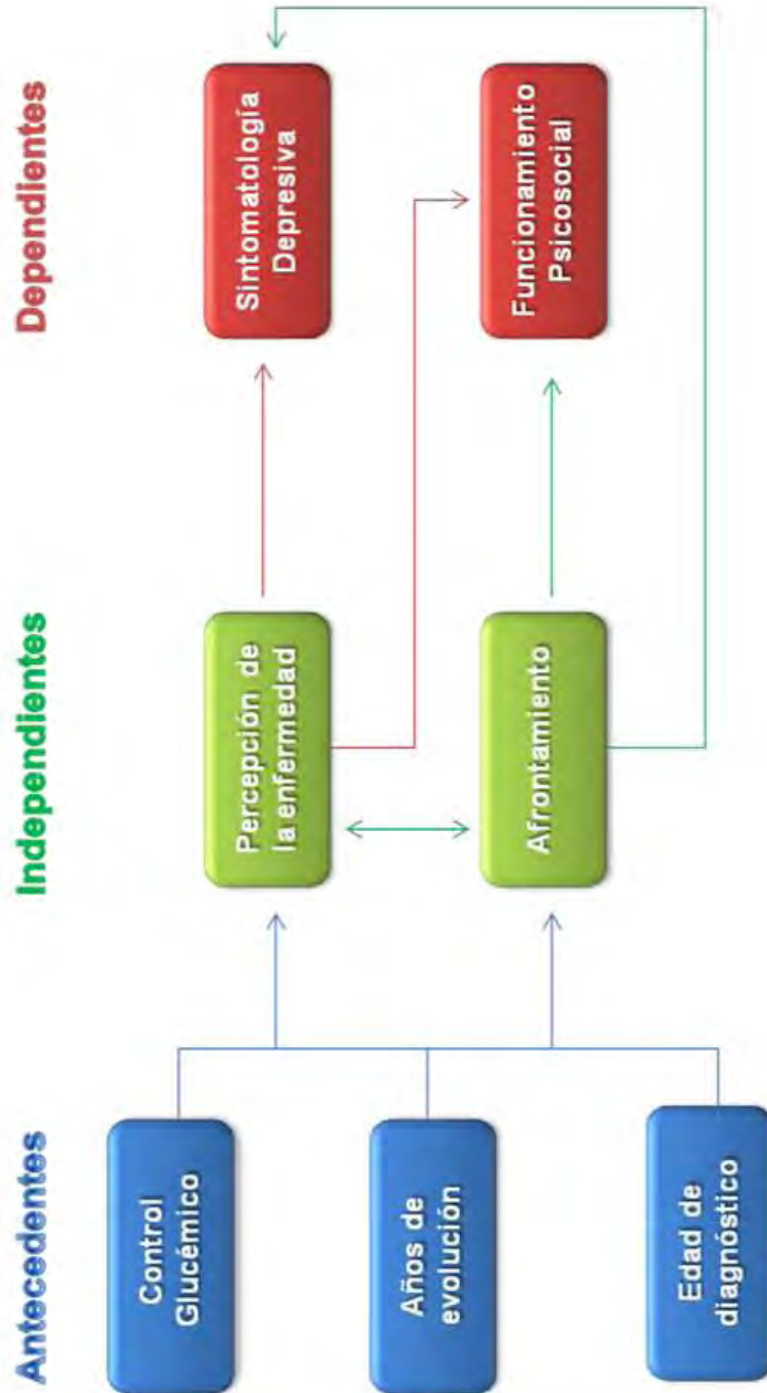 Antecedentes
Independientes
Dependientes
Control
Glucémico
Años de
evolución
Edad de
diagnóstico
Percepción de
la enfermedad
Afrontamiento
Sintomatología
Depresiva
Funcionamiento
Psicosocial